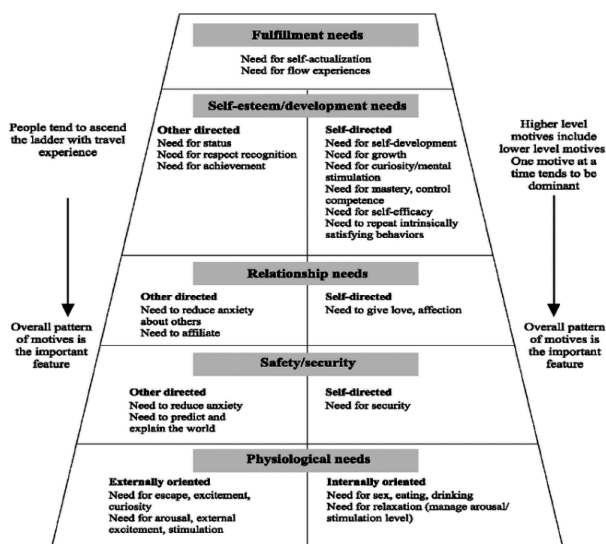 Fulfillment needs
Need for self-actualization
Need for flow experiences
Self-esteem/development needs
Other directed
Need for status
Need for respect recognition
Need for achievement
Self-directed
Need for self-development
Need for growth
Need for curiosity/mental
stimulation
Need for mastery, control
competence
Need for self-efficacy
Need to repeat intrinsically
satisfying behaviors
People tend to ascend
the ladder with travel
experience
Higher level
motives include
lower level motives
One motive at a
time tends to be
dominant
Relationship needs
Other directed
Need to reduce anxiety
about others
Need to affiliate
Self-directed
Need to give love, affection
Overall pattern
of motives is
the important
feature
Overall pattern
of motives is
the important
feature
Safety/security
Other directed
Need to reduce anxiety
Need to predict and
explain the world
Self-directed
Need for security
Physiological needs
Externally oriented
Need for escape, excitement,
curiosity
Need for arousal, external
excitement, stimulation
Internally oriented
Need for sex, eating, drinking
Need for relaxation (manage arousal/
stimulation level)